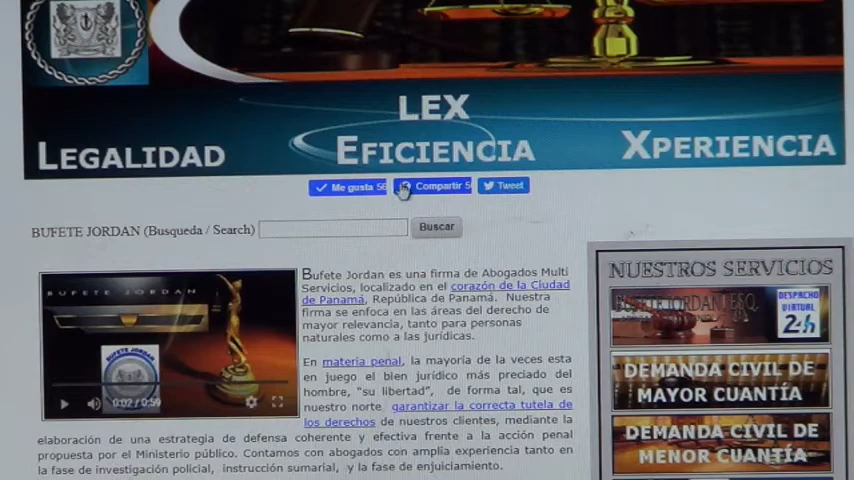 LEX
LEGALIDAD EFICIENCIA XPERIENCIA
Me gusta 56 Compartir 5 Tweet
BUFETE JORDAN (Busqueda / Search) Buscar
BUFETE JORDAN
BUFETE JORDAN
0:02 / 0:59
Bufete Jordan es una firma de Abogados Multi
Servicios, localizado en el corazón de la Ciudad
de Panamá, República de Panamá. Nuestra
firma se enfoca en las áreas del derecho de
mayor relevancia, tanto para personas
naturales como a las jurídicas.
En materia penal, la mayoría de la veces esta
en juego el bien jurídico más preciado del
hombre, "su libertad", de forma tal, que es
nuestro norte garantizar la correcta tutela de
los derechos de nuestros clientes, mediante la
elaboración de una estrategia de defensa coherente y efectiva frente a la acción penal
propuesta por el Ministerio público. Contamos con abogados con amplia experiencia tanto en
la fase de investigación policial, instrucción sumarial, y la fase de enjuiciamiento.
NUESTROS SERVICIOS
BUFETE JORDAN ESQ.
DESPACHO
VIRTUAL
24h
DEMANDA CIVIL DE
MAYOR CUANTÍA
DEMANDA CIVIL DE
MENOR CUANTÍA